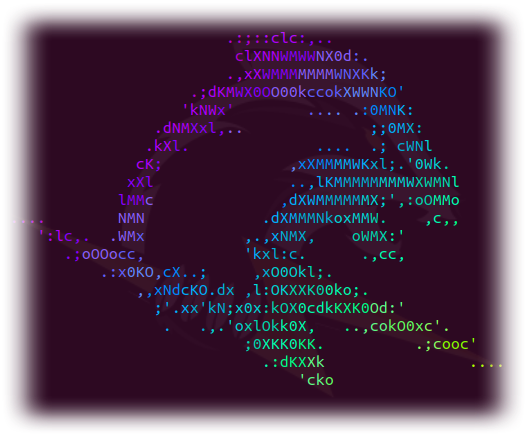 .:;::clc:,..
clXNNWMWWNX0d:.
.,xXWMMMMMMMWNXKk;
.;dKMWX0OO00kccokXWWNKO'
'kNWx' .... .:0MNK:
.dNMXxl,.. ;;0MX:
.kXl. .... .; cWNl
cK; ,xXMMMMWKxl;.'0Wk.
xXl ..,lKMMMMMMMMWXWMNl
lMMc ,dXWMMMMMMX;',:oOMMo
.... NMN .dXMMMNkoxMMW. ,c,,
':lc,. .WMx ,.,xNMX, oWMX:'
.;oOOocc, 'kxl:c. .,cc,
.:x0KO,cX..; ,xO0Okl;.
,,xNdcKO.dx ,l:OKXXK00ko;.
;'.xx'kN;x0x:kOX0cdkKXK0Od:'
. .,.'oxlOkk0X, ..,cokO0xc'.
;0XKK0KK. .;cooc'
.:dKXXk ....
'cko